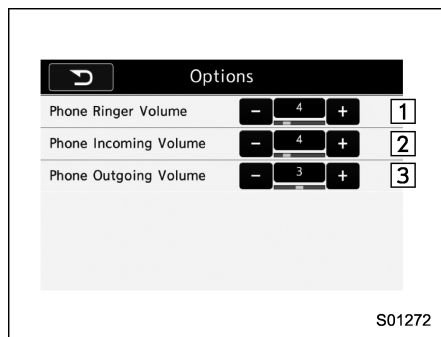 Options
Phone Ringer Volume - 4 + 1
Phone Incoming Volume - 4 + 2
Phone Outgoing Volume - 3 + 3
S01272